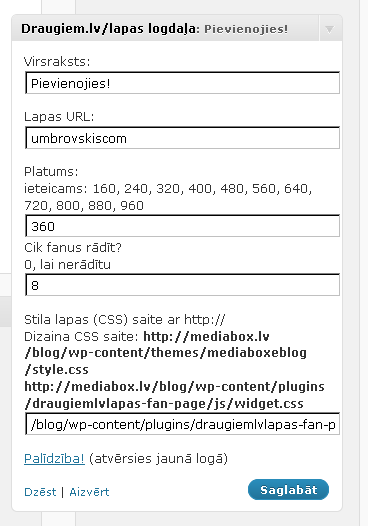 Draugiem.lv/lapas logdaļa: Pievienojies!
Virsraksts:
Pievienojies!
Lapas URL:
umbrovskiscom
Platums:
ieteicams: 160, 240, 320, 400, 480, 560, 640,
720, 800, 880, 960
360
Cik fanus rādīt?
0, lai nerādītu
8
Stila lapas (CSS) saite ar http://
Dizaina CSS saite: http://mediabox.lv
/blog/wp-content/themes/mediaboxeblog
/style.css
http://mediabox.lv/blog/wp-content/plugins
/draugiemlvlapas-fan-page/js/widget.css
/blog/wp-content/plugins/draugiemlvlapas-fan-p
Palīdzība! (atvērsies jaunā logā)
Dzēst | Aizvērt
Saglabāt